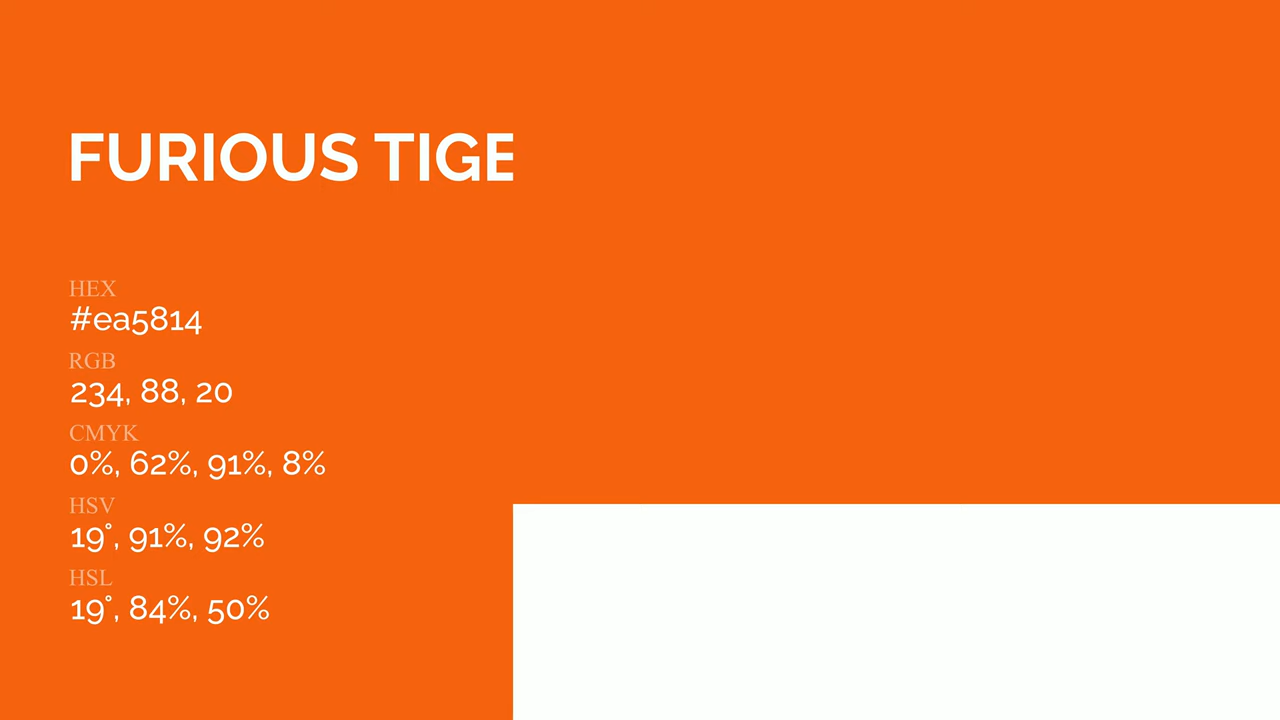 FURIOUS TIGE
HEX
#ea5814
RGB
234, 88, 20
CMYK
0%, 62%, 91%, 8%
HSV
19°, 91%, 92%
HSL
19°, 84%, 50%